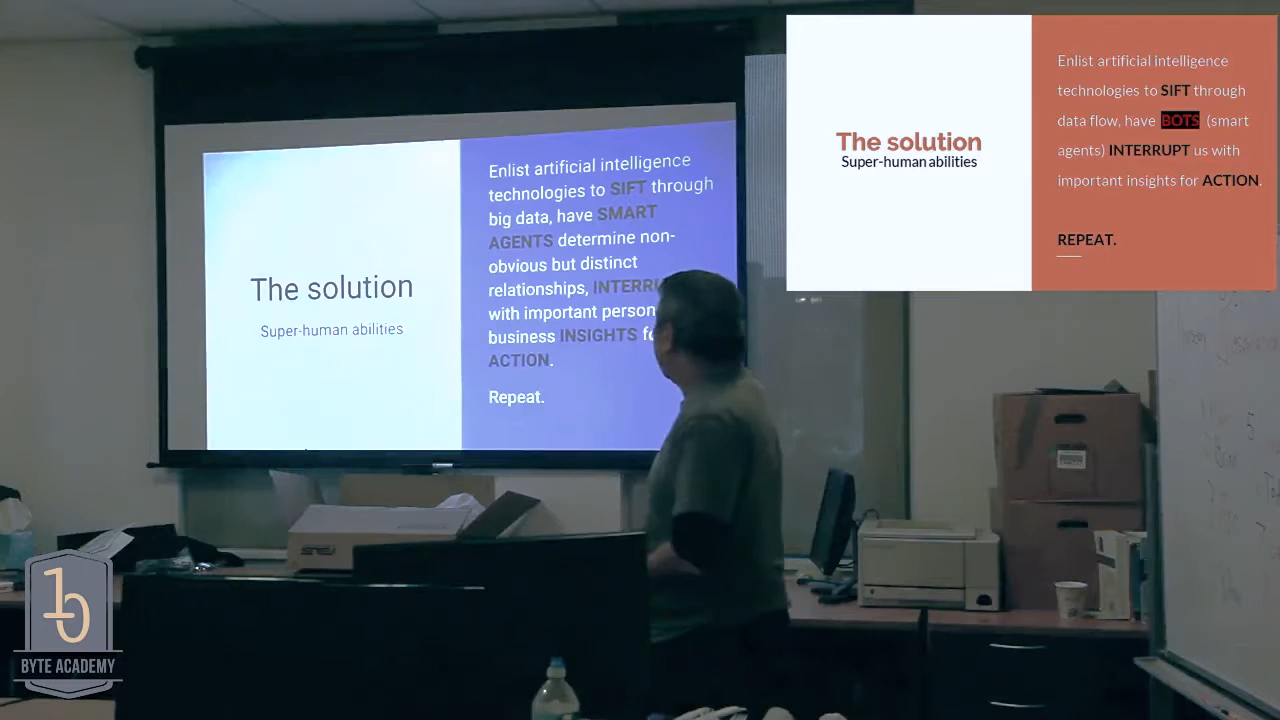 The solution
Super-human abilities
Enlist artificial intelligence
technologies to SIFT through
big data, have SMART
AGENTS determine non-
obvious but distinct
relationships,
with important
business INSIGHTS
ACTION.
Repeat.
The solution
Super-human abilities
Enlist artificial intelligence
technologies to SIFT through
data flow, have BOTS (smart
agents) INTERRUPT us with
important insights for ACTION.
REPEAT.
ASUS
BYTE ACADEMY